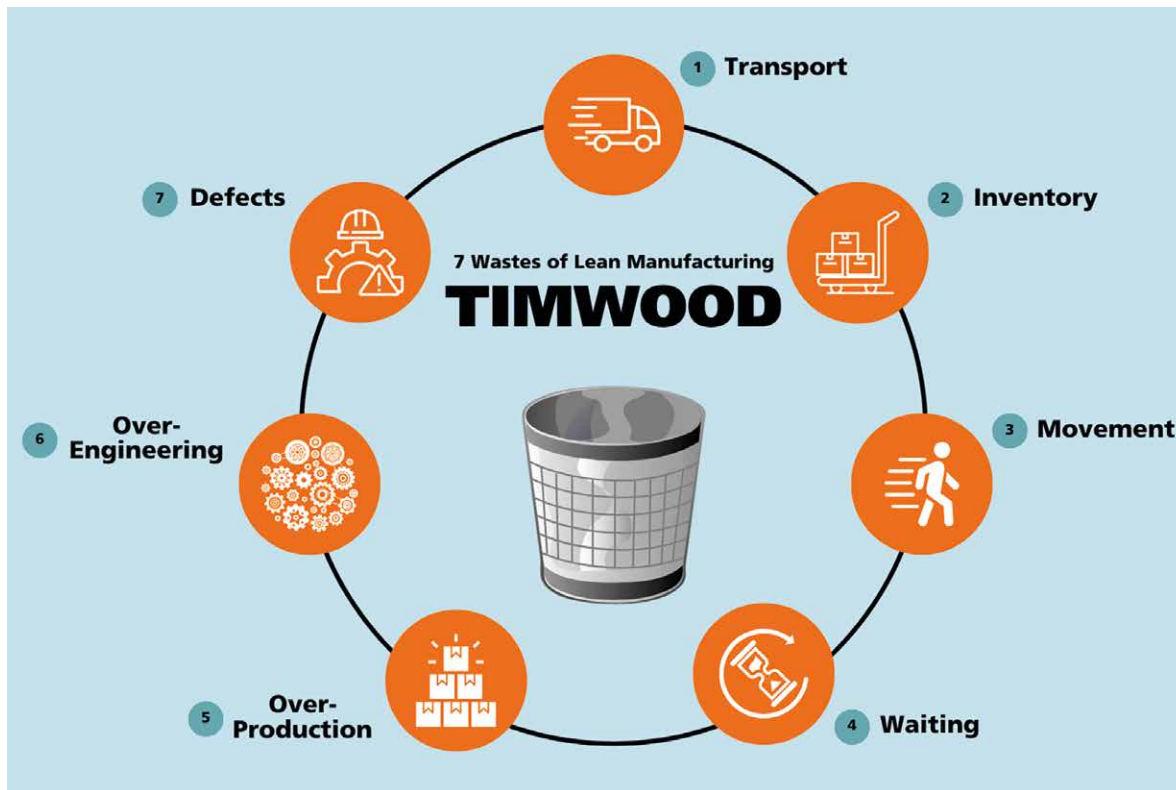 7 Wastes of Lean Manufacturing
TIMWOOD
1 Transport
2 Inventory
3 Movement
4 Waiting
5 Over-
Production
6 Over-
Engineering
7 Defects